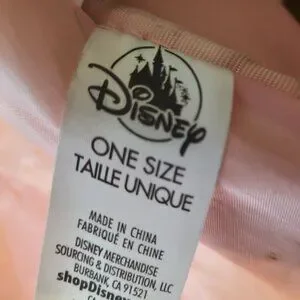 Disney
ONE SIZE
TAILLE UNIQUE
MADE IN CHINA
FABRIQUÉ EN CHINE
DISNEY MERCHANDISE
SOURCING & DISTRIBUTION, LLC
BURBANK, CA 91521
shopDisney